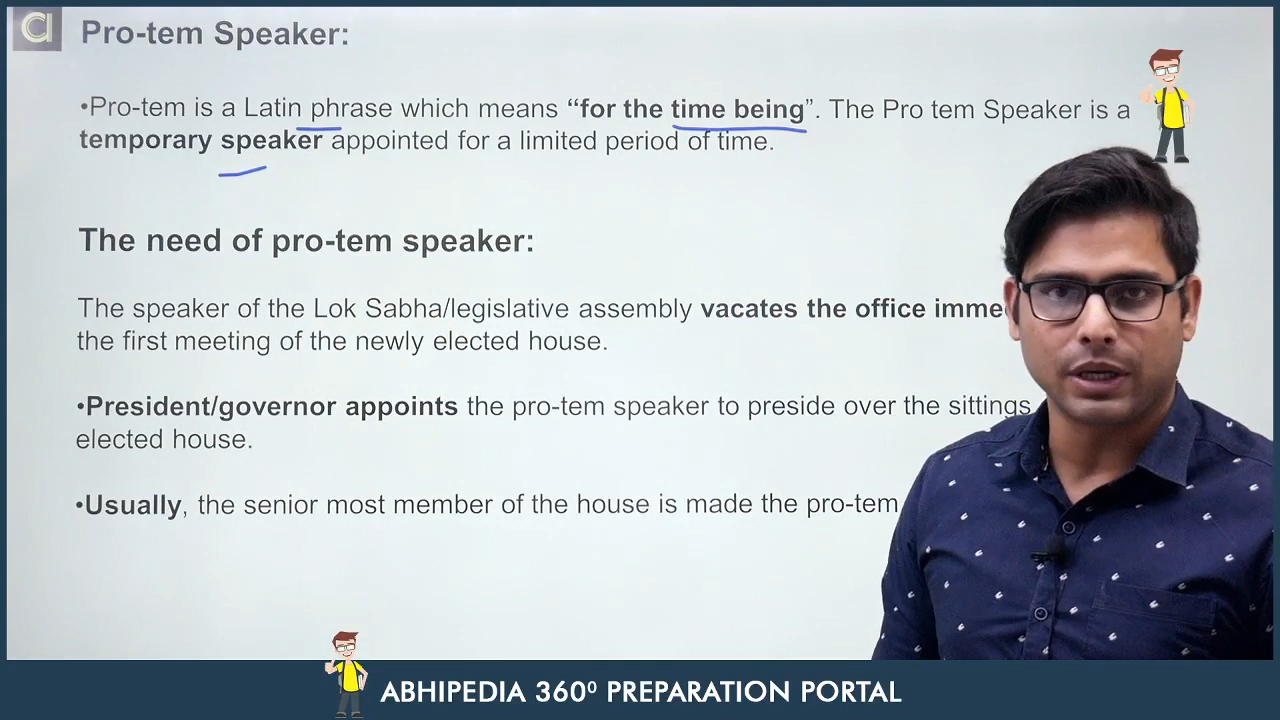 Pro-tem Speaker:
•Pro-tem is a Latin phrase which means “for the time being”. The Pro tem Speaker is a
temporary speaker appointed for a limited period of time.
The need of pro-tem speaker:
The speaker of the Lok Sabha/legislative assembly vacates the office imme
the first meeting of the newly elected house.
•President/governor appoints the pro-tem speaker to preside over the sittings
elected house.
•Usually, the senior most member of the house is made the pro-tem
ABHIPEDIA 360⁰ PREPARATION PORTAL